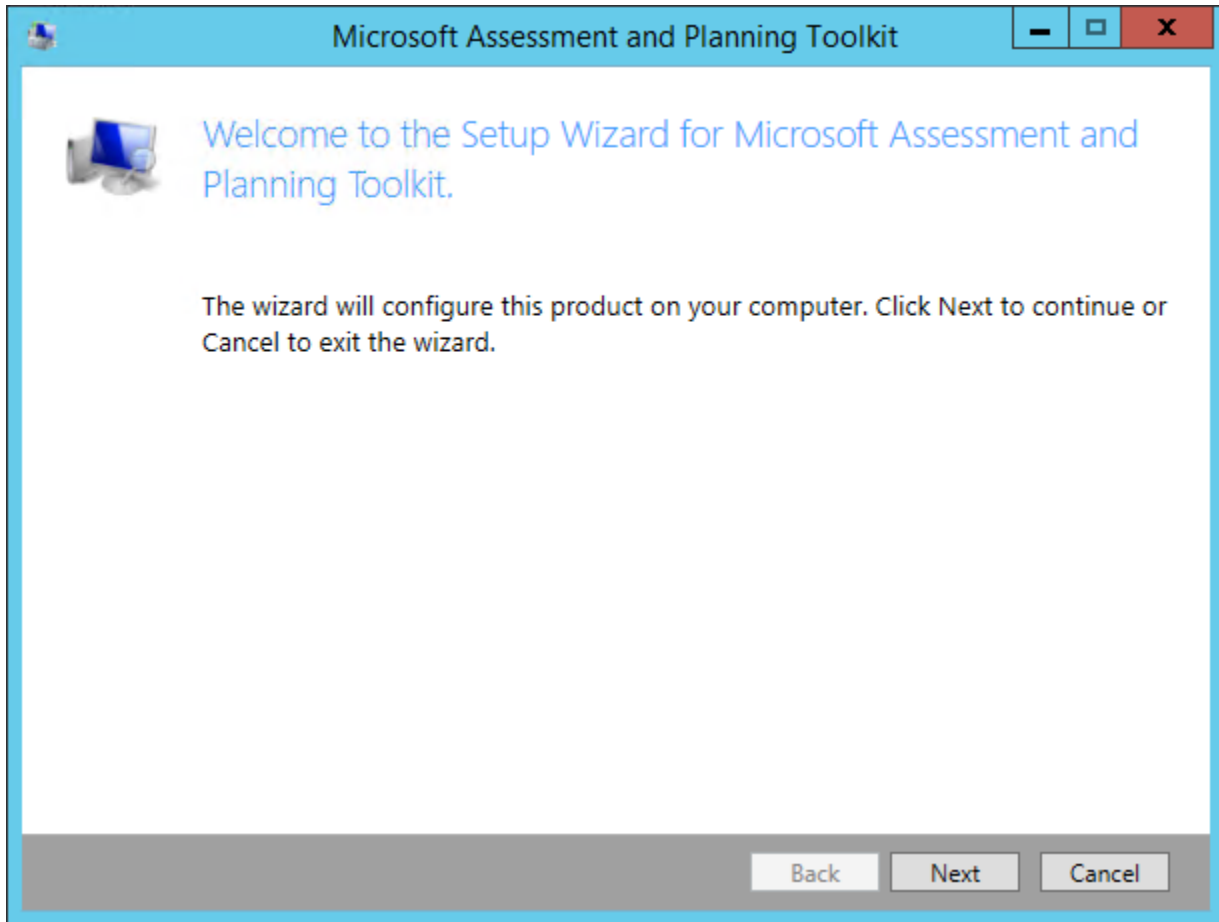 Microsoft Assessment and Planning Toolkit
Welcome to the Setup Wizard for Microsoft Assessment and
Planning Toolkit.
The wizard will configure this product on your computer. Click Next to continue or
Cancel to exit the wizard.
Back
Next
Cancel